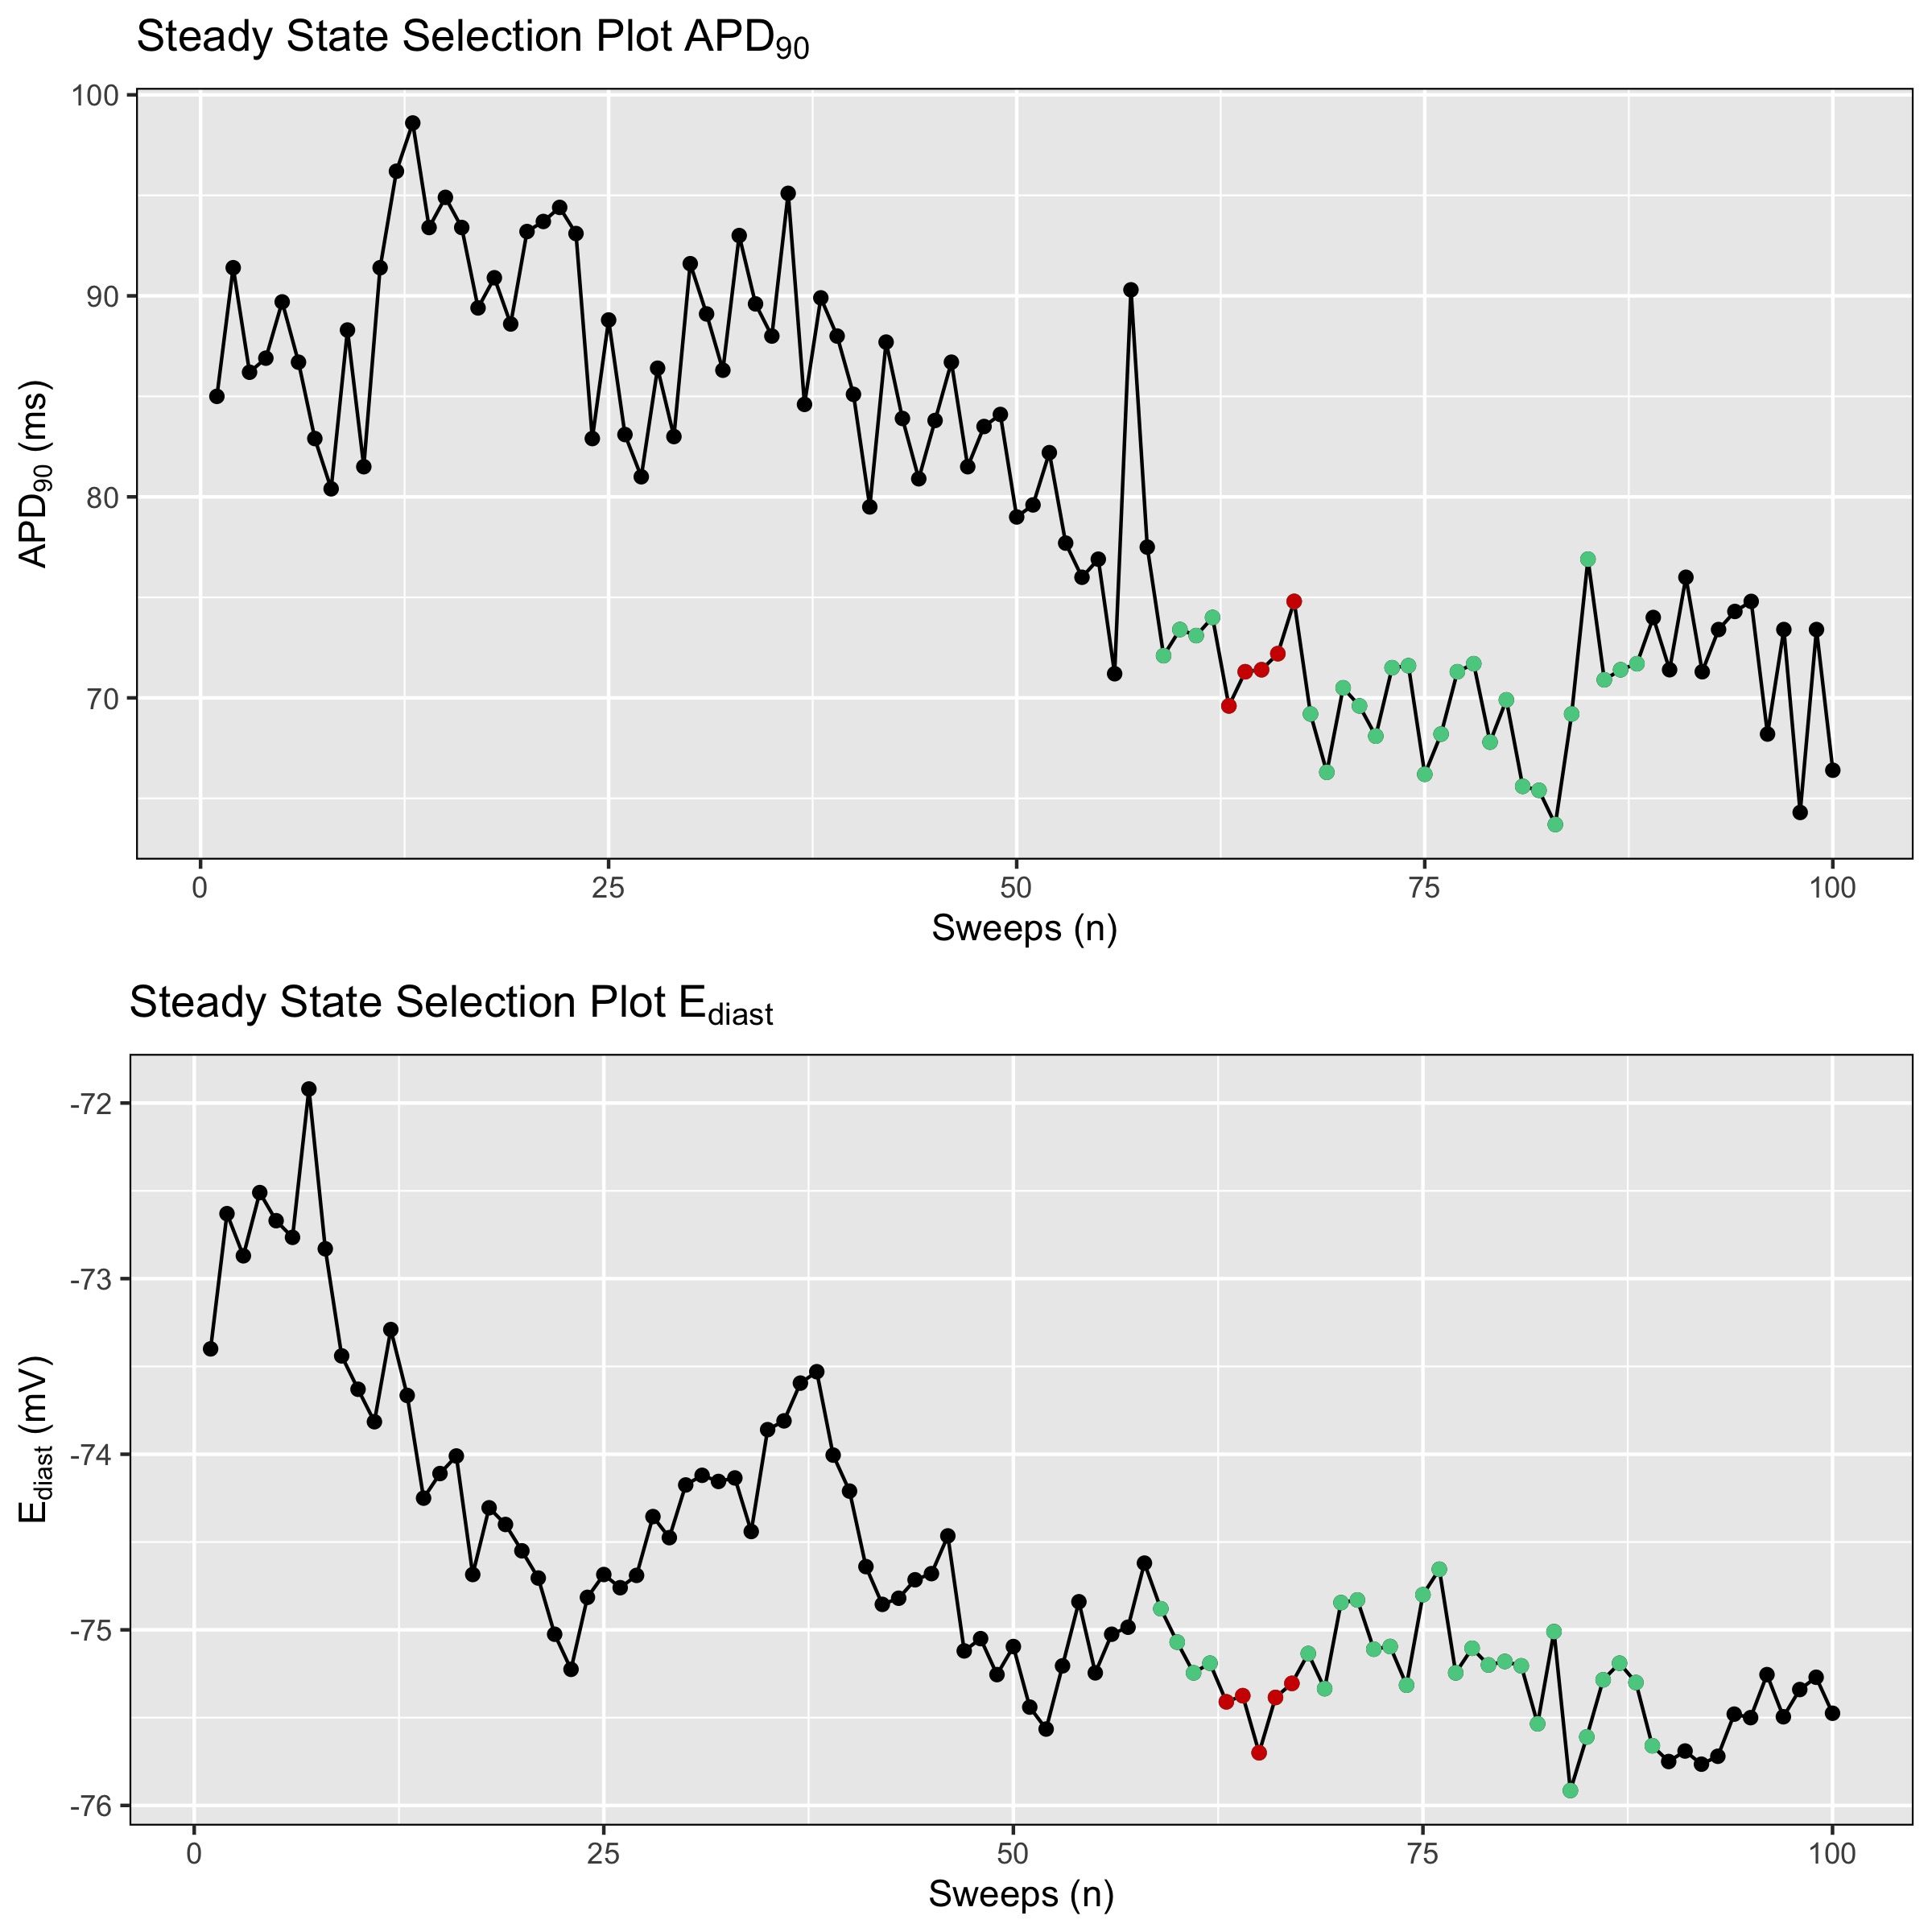 Steady State Selection Plot APD90
100
90
80
70
APD90 (ms)
0 25 50 75 100
Sweeps (n)
Steady State Selection Plot Ediast
-72
-73
-74
-75
-76
Ediast (mV)
0 25 50 75 100
Sweeps (n)